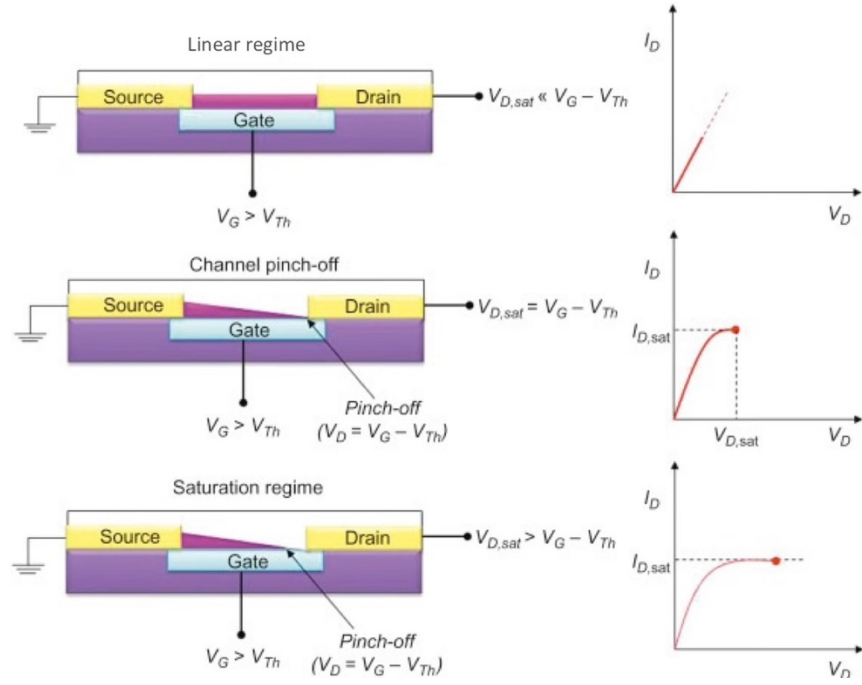 Linear regime
Source
Drain
Gate
V_D,sat « V_G – V_Th
V_G > V_Th
I_D
V_D
Channel pinch-off
Source
Drain
Gate
V_D,sat = V_G – V_Th
V_G > V_Th
Pinch-off
(V_D = V_G – V_Th)
I_D
I_D,sat
V_D,sat
V_D
Saturation regime
Source
Drain
Gate
V_D,sat > V_G – V_Th
V_G > V_Th
Pinch-off
(V_D = V_G – V_Th)
I_D
I_D,sat
V_D